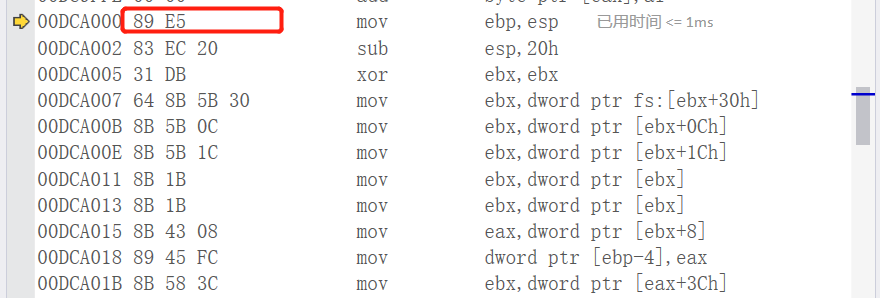 00DCA000 89 E5 mov ebp,esp 已用时间 <= 1ms
00DCA002 83 EC 20 sub esp,20h
00DCA005 31 DB xor ebx,ebx
00DCA007 64 8B 5B 30 mov ebx,dword ptr fs:[ebx+30h]
00DCA00B 8B 5B 0C mov ebx,dword ptr [ebx+0Ch]
00DCA00E 8B 5B 1C mov ebx,dword ptr [ebx+1Ch]
00DCA011 8B 1B mov ebx,dword ptr [ebx]
00DCA013 8B 1B mov ebx,dword ptr [ebx]
00DCA015 8B 43 08 mov eax,dword ptr [ebx+8]
00DCA018 89 45 FC mov dword ptr [ebp-4],eax
00DCA01B 8B 58 3C mov ebx,dword ptr [eax+3Ch]